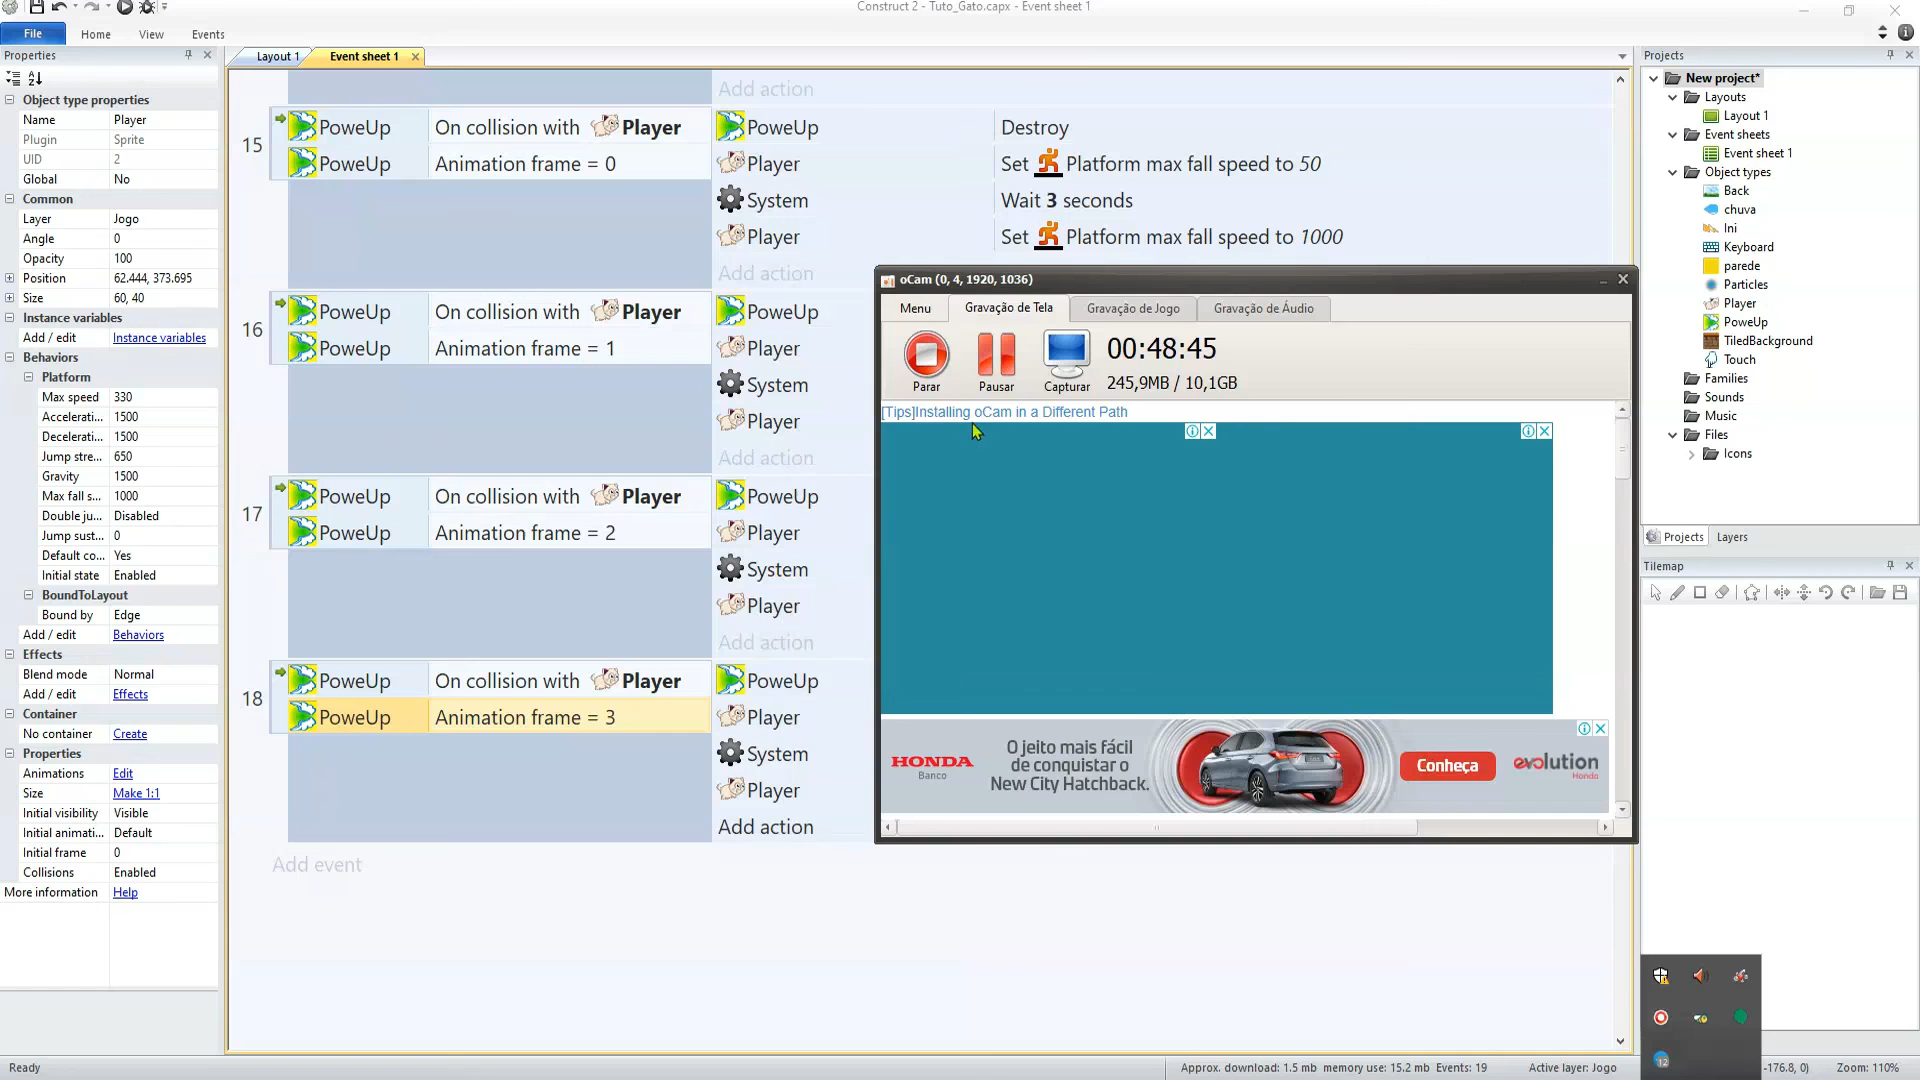 Construct 2 - Tuto_Gato.capx - Event sheet 1
File
Home
View
Events
Properties
Object type properties
Name Player
Plugin Sprite
UID 2
Global No
Common
Layer Jogo
Angle 0
Opacity 100
Position 62.444, 373.695
Size 60, 40
Instance variables
Add / edit Instance variables
Behaviors
Platform
Max speed 330
Accelerati... 1500
Decelerati... 1500
Jump stre... 650
Gravity 1500
Max fall s... 1000
Double ju... Disabled
Jump sust... 0
Default co... Yes
Initial state Enabled
BoundToLayout
Bound by Edge
Add / edit Behaviors
Effects
Blend mode Normal
Add / edit Effects
Container
No container Create
Properties
Animations Edit
Size Make 1:1
Initial visibility Visible
Initial animati... Default
Initial frame 0
Collisions Enabled
More information Help
Layout 1
Event sheet 1
Add action
15
PoweUp On collision with Player
PoweUp Animation frame = 0
PoweUp Destroy
Player Set Platform max fall speed to 50
System Wait 3 seconds
Player Set Platform max fall speed to 1000
Add action
16
PoweUp On collision with Player
PoweUp Animation frame = 1
PoweUp
Player
System
Player
Add action
17
PoweUp On collision with Player
PoweUp Animation frame = 2
PoweUp
Player
System
Player
Add action
18
PoweUp On collision with Player
PoweUp Animation frame = 3
PoweUp
Player
System
Player
Add action
Add event
oCam (0, 4, 1920, 1036)
Menu
Gravação de Tela
Gravação de Jogo
Gravação de Áudio
Parar
Pausar
Capturar
00:48:45
245,9MB / 10,1GB
[Tips]Installing oCam in a Different Path
HONDA
Banco
O jeito mais fácil
de conquistar o
New City Hatchback.
Conheça
evolution
Honda
Projects
New project*
Layouts
Layout 1
Event sheets
Event sheet 1
Object types
Back
chuva
Ini
Keyboard
parede
Particles
Player
PoweUp
TiledBackground
Touch
Families
Sounds
Music
Files
Icons
Projects
Layers
Tilemap
12
Ready
Approx. download: 1.5 mb memory use: 15.2 mb Events: 19
Active layer: Jogo
-176.8, 0)
Zoom: 110%